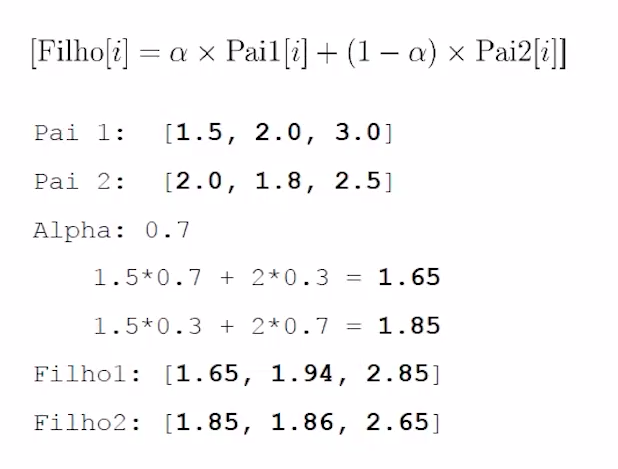 [Filho[i] = α × Pai1[i] + (1 − α) × Pai2[i]]
Pai 1: [1.5, 2.0, 3.0]
Pai 2: [2.0, 1.8, 2.5]
Alpha: 0.7
1.5*0.7 + 2*0.3 = 1.65
1.5*0.3 + 2*0.7 = 1.85
Filho1: [1.65, 1.94, 2.85]
Filho2: [1.85, 1.86, 2.65]